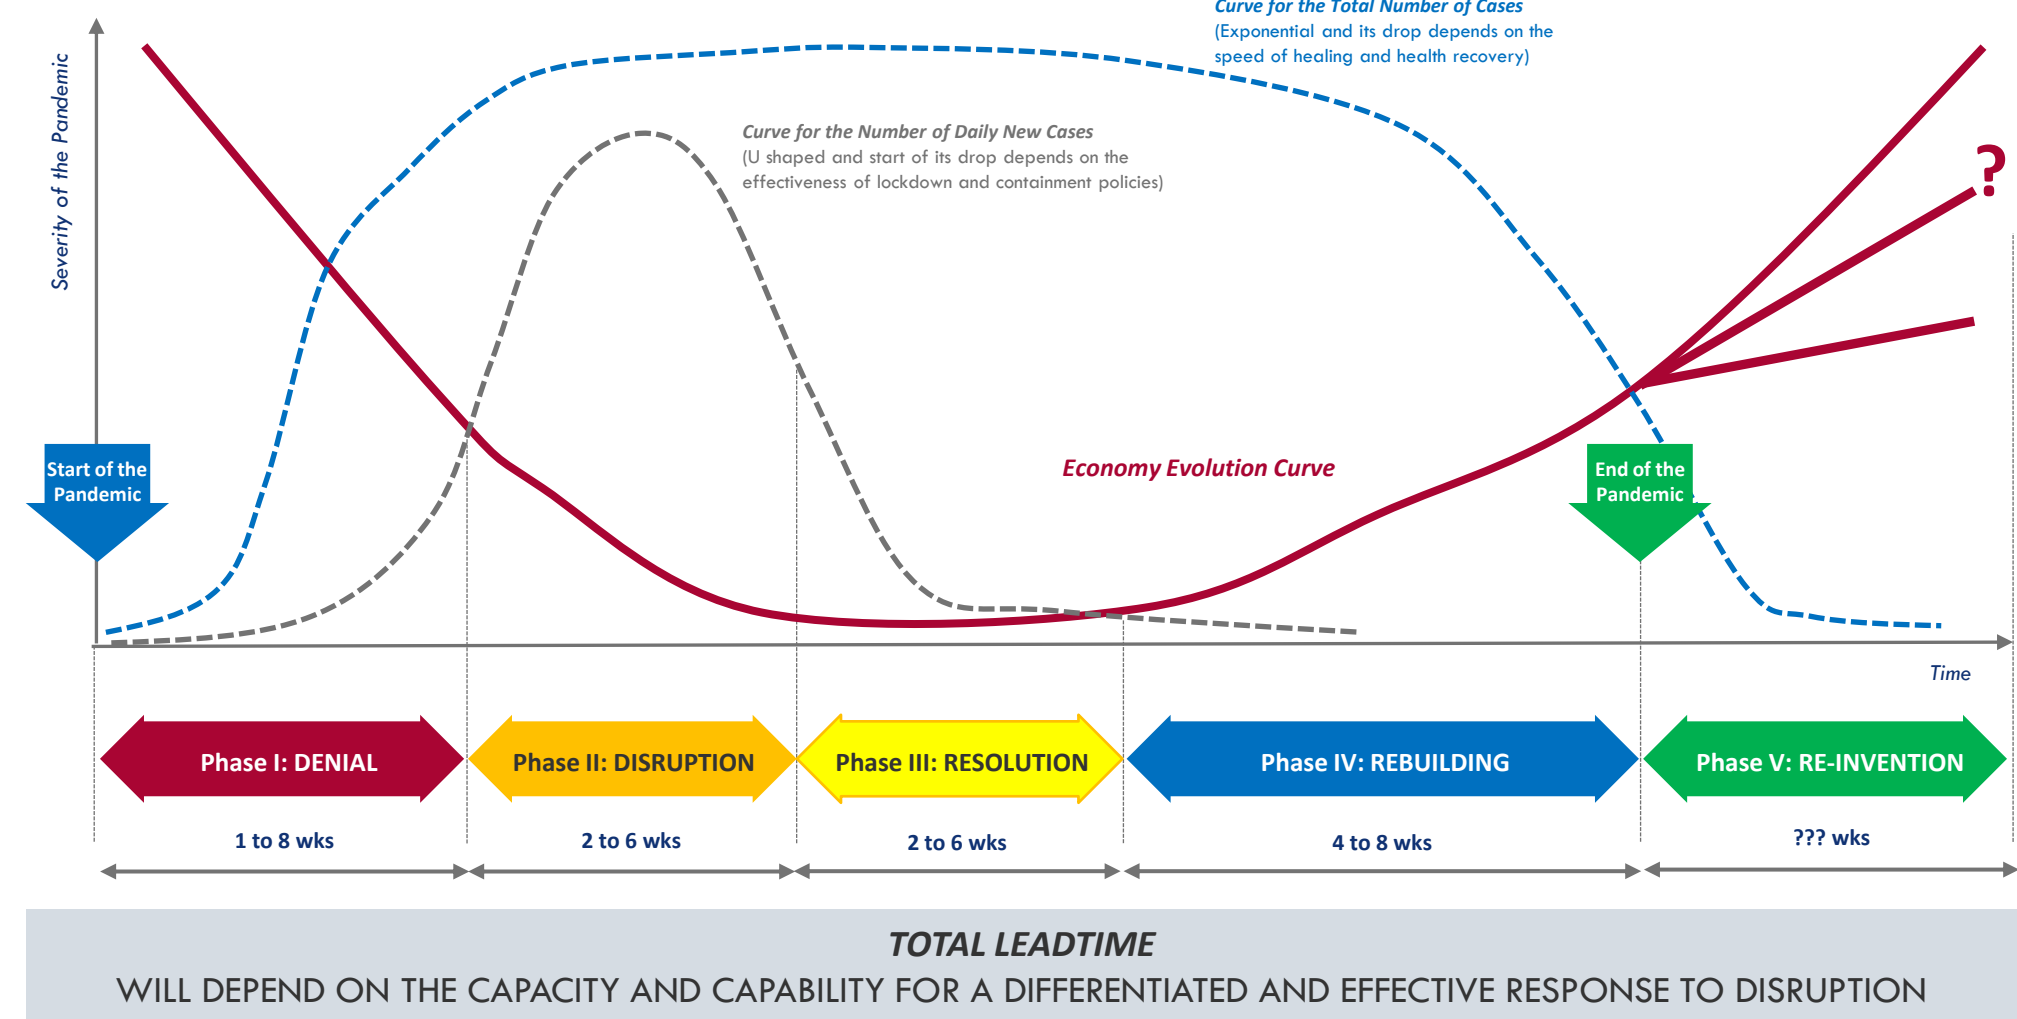 Curve for the Total Number of Cases
(Exponential and its drop depends on the
speed of healing and health recovery)
Severity of the Pandemic
Curve for the Number of Daily New Cases
(U shaped and start of its drop depends on the
effectiveness of lockdown and containment policies)
?
Start of the
Pandemic
Economy Evolution Curve
End of the
Pandemic
Time
Phase I: DENIAL
Phase II: DISRUPTION
Phase III: RESOLUTION
Phase IV: REBUILDING
Phase V: RE-INVENTION
1 to 8 wks
2 to 6 wks
2 to 6 wks
4 to 8 wks
??? wks
TOTAL LEADTIME
WILL DEPEND ON THE CAPACITY AND CAPABILITY FOR A DIFFERENTIATED AND EFFECTIVE RESPONSE TO DISRUPTION